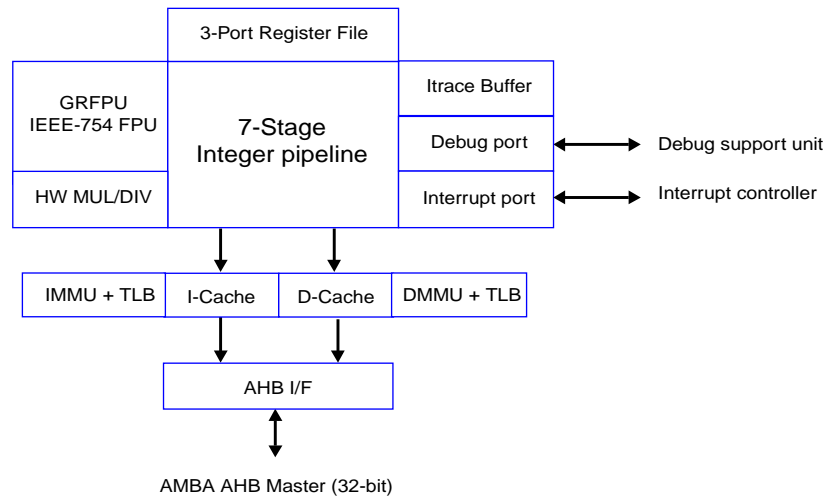 3-Port Register File
GRFPU
IEEE-754 FPU
7-Stage
Integer pipeline
Itrace Buffer
Debug port
Debug support unit
HW MUL/DIV
Interrupt port
Interrupt controller
IMMU + TLB
I-Cache
D-Cache
DMMU + TLB
AHB I/F
AMBA AHB Master (32-bit)